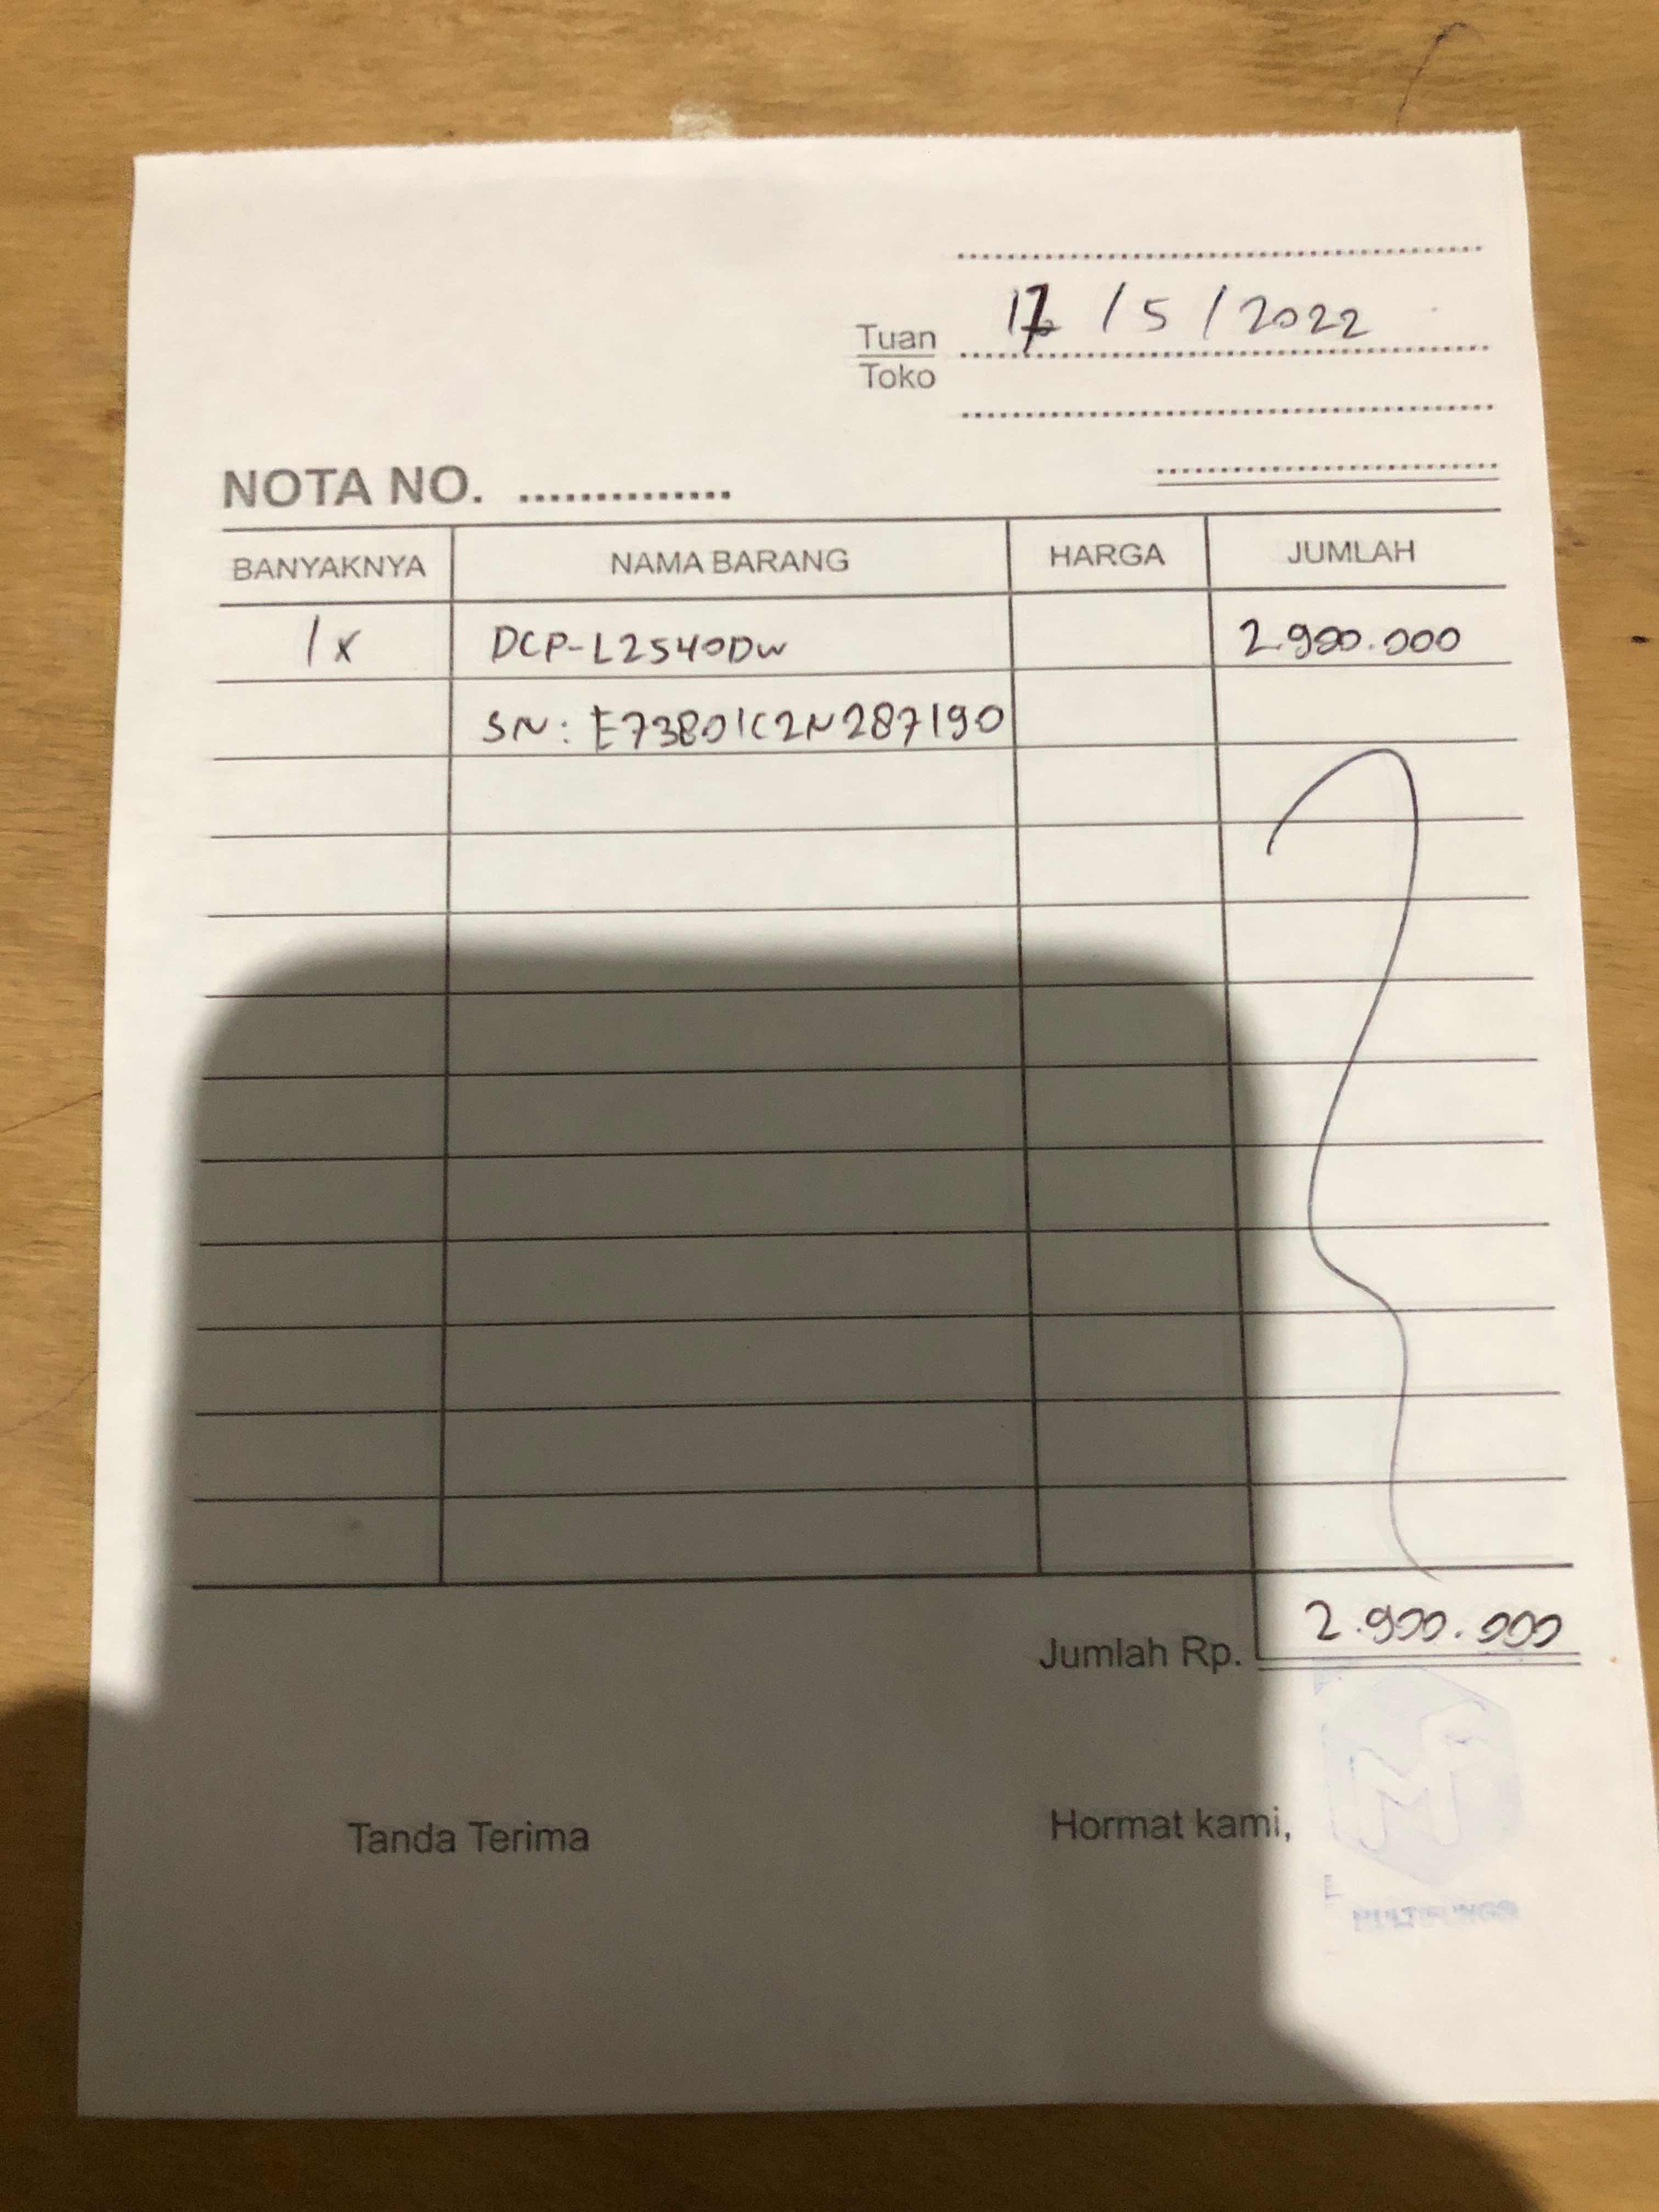 17 / 5 / 2022
Tuan
Toko
NOTA NO. ..............
BANYAKNYA NAMA BARANG HARGA JUMLAH
1x DCP-L2540DW 2.900.000
SN: E73801K2N287190
Jumlah Rp. 2.900.000
Tanda Terima Hormat kami,